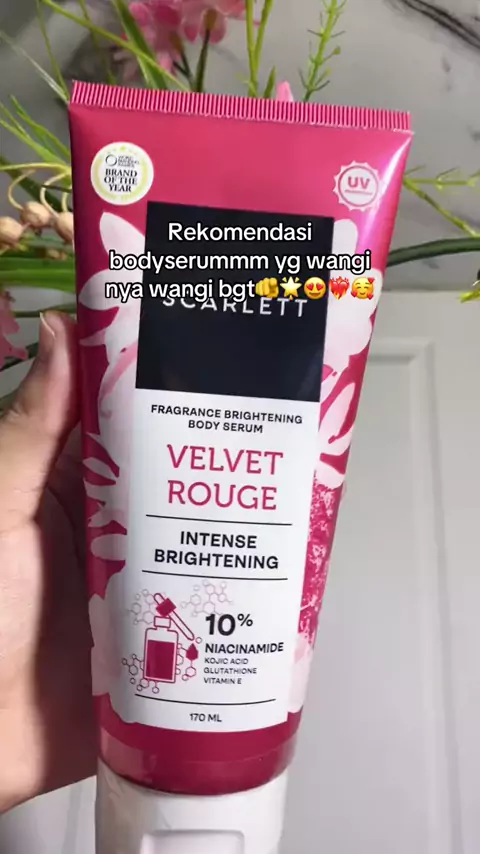 BRAND
OF THE
YEAR
UV
Rekomendasi
bodyserummm yg wangi
nya wangi bgt🫵🌟😍❤️‍🔥🥰
SCARLETT
FRAGRANCE BRIGHTENING
BODY SERUM
VELVET
ROUGE
INTENSE
BRIGHTENING
10%
NIACINAMIDE
KOJIC ACID
GLUTATHIONE
VITAMIN E
170 ML